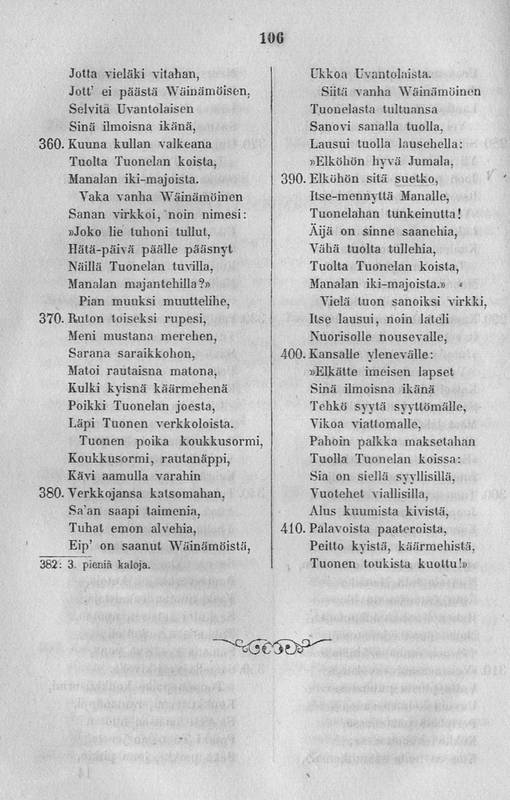 106
Jotta vieläki vitahan,
Jott' ei päästä Wäinämöisen,
Selvitä Uvantolaisen
Sinä ilmoisna ikänä,
360. Kuuna kullan valkeana
Tuolta Tuonelan koista,
Manalan iki-majoista.
Vaka vanha Wäinämöinen
Sanan virkkoi, noin nimesi:
»Joko lie tuhoni tullut,
Hätä-päivä päälle pääsnyt
Näillä Tuonelan tuvilla,
Manalan majantehilla?»
Pian muuksi muuttelihe,
370. Ruton toiseksi rupesi,
Meni mustana merehen,
Sarana saraikkohon,
Matoi rautaisna matona,
Kulki kyisnä käärmehenä
Poikki Tuonelan joesta,
Läpi Tuonen verkkoloista.
Tuonen poika koukkusormi,
Koukkusormi, rautanäppi,
Kävi aamulla varahin
380. Verkkojansa katsomahan,
Sa'an saapi taimenia,
Tuhat emon alvehia,
Eip' on saanut Wäinämöistä,
382: 3. pieniä kaloja.
Ukkoa Uvantolaista.
Siitä vanha Wäinämöinen
Tuonelasta tultuansa
Sanovi sanalla tuolla,
Lausui tuolla lausehella:
»Elköhön hyvä Jumala,
390. Elköhön sitä suetko,
Itse-mennyttä Manalle,
Tuonelahan tunkeinutta!
Äijä on sinne saanehia,
Vähä tuolta tullehia,
Tuolta Tuonelan koista,
Manalan iki-majoista.»
Vielä tuon sanoiksi virkki,
Itse lausui, noin lateli
Nuorisolle nousevalle,
400. Kansalle ylenevälle:
»Elkätte imeisen lapset
Sinä ilmoisna ikänä
Tehkö syytä syyttömälle,
Vikoa viattomalle,
Pahoin palkka maksetahan
Tuolla Tuonelan koissa:
Sia on siellä syyllisillä,
Vuotehet viallisilla,
Alus kuumista kivistä,
410. Palavoista paateroista,
Peitto kyistä, käärmehistä,
Tuonen toukista kuottu!»